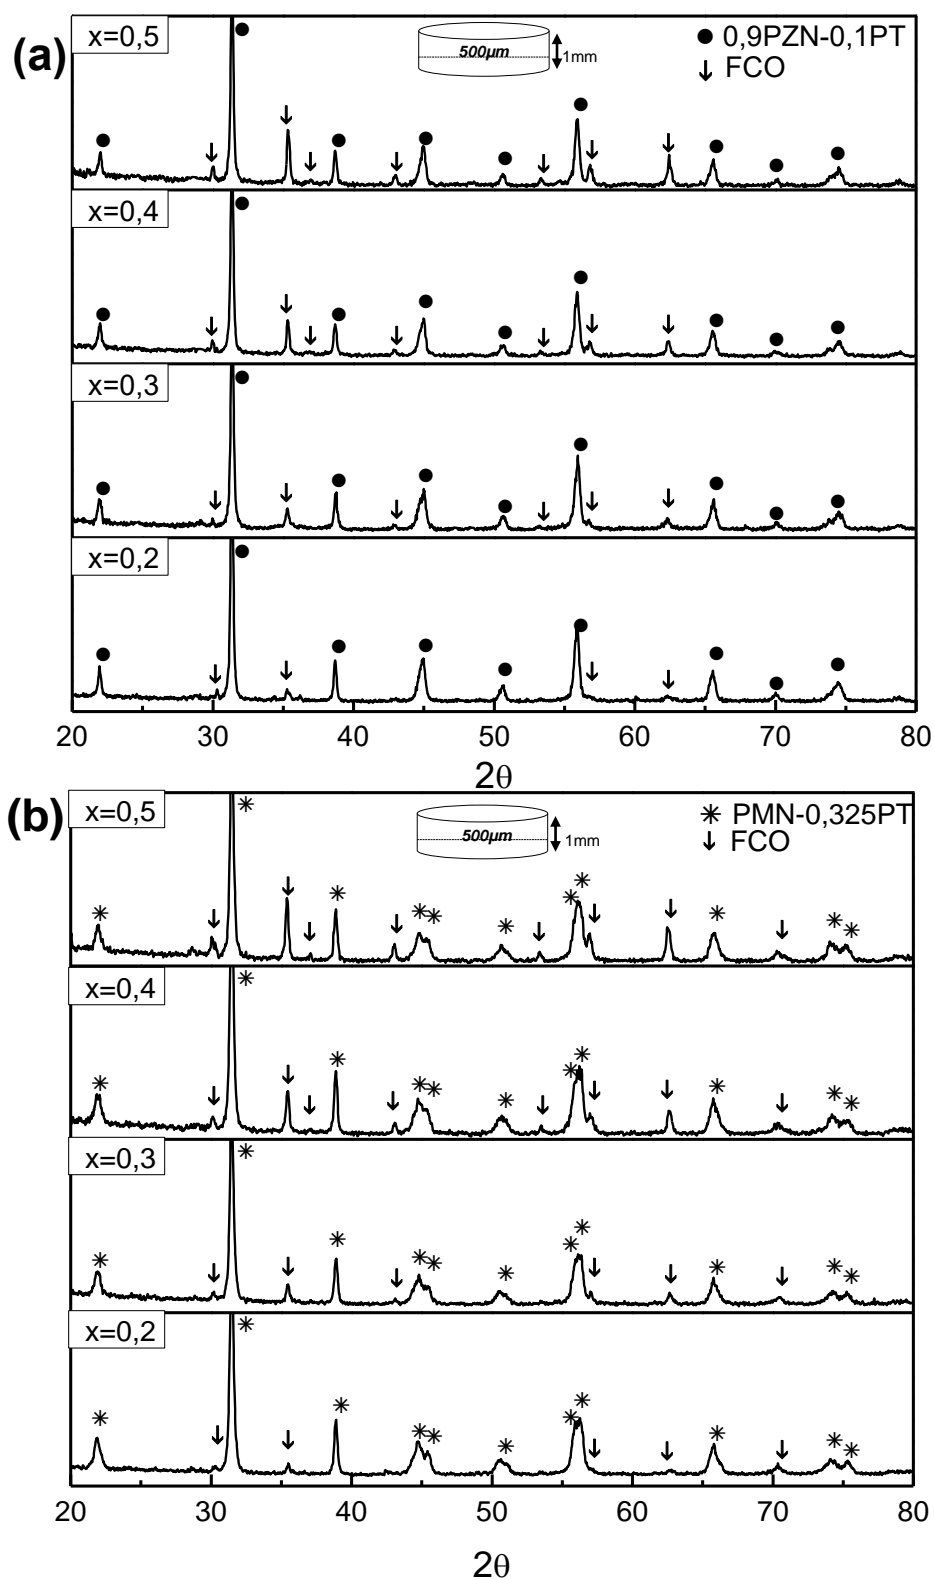 (a)
x=0,5
500μm
1mm
● 0,9PZN-0,1PT
↓ FCO
x=0,4
x=0,3
x=0,2
20 30 40 50 60 70 80
2θ
(b)
x=0,5
500μm
1mm
✳ PMN-0,325PT
↓ FCO
x=0,4
x=0,3
x=0,2
20 30 40 50 60 70 80
2θ